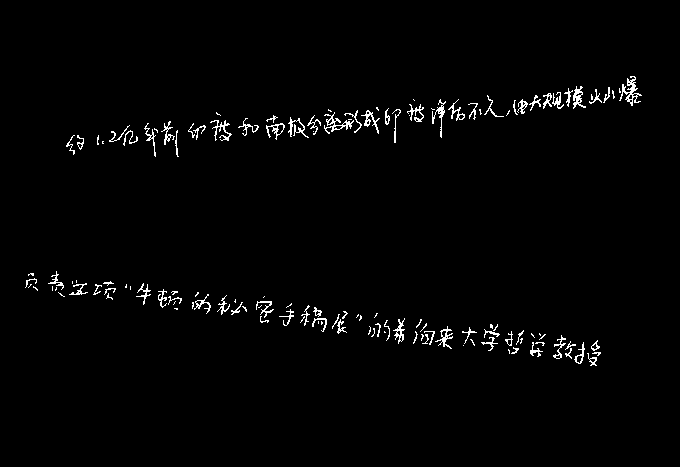 约1.2亿年前印度和南极分离形成印度洋后不久,由大规模火山爆
负责这项“牛顿的秘密手稿展”的希伯来大学哲学教授